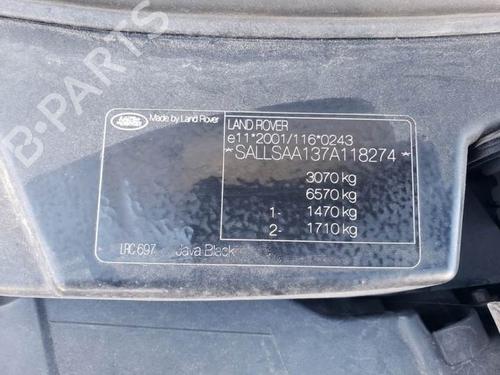 B-PARTS
LAND ROVER
Made by Land Rover
LAND ROVER
e11*2001/116*0243
*SALLSAA137A118274*
3070 kg
6570 kg
1- 1470 kg
2- 1710 kg
LRC 697 Java Black